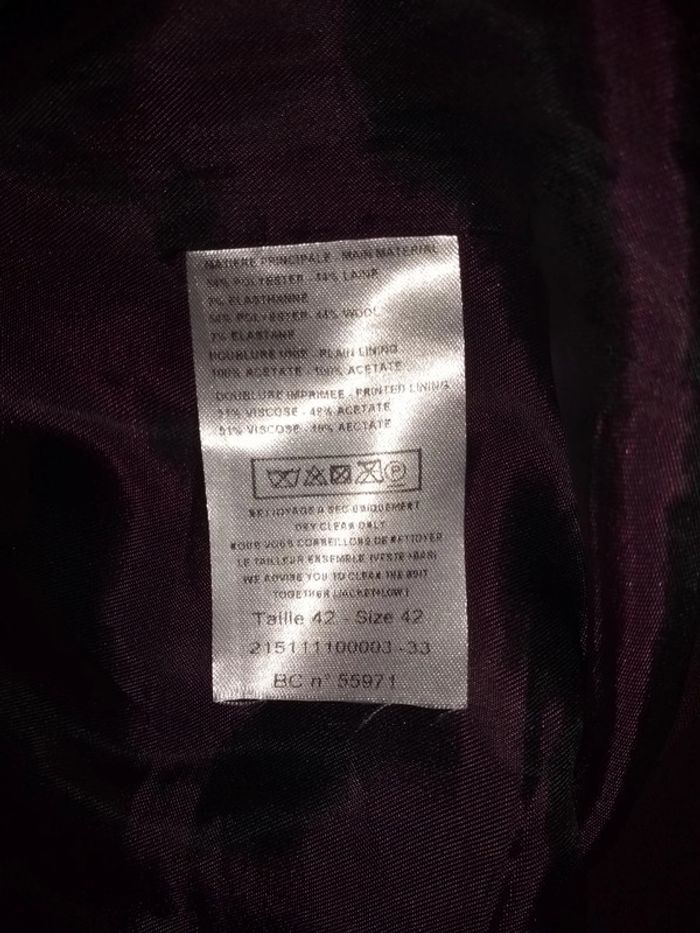 MATIERE PRINCIPALE - MAIN MATERIAL
54% POLYESTER - 44% LAINE
2% ELASTHANNE
54% POLYESTER - 44% WOOL
2% ELASTANE
DOUBLURE UNIE - PLAIN LINING
100% ACETATE - 100% ACETATE
DOUBLURE IMPRIMEE - PRINTED LINING
51% VISCOSE - 49% ACETATE
51% VISCOSE - 49% AECTATE
P
NETTOYAGE A SEC UNIQUEMENT
DRY CLEAN ONLY
NOUS VOUS CONSEILLONS DE NETTOYER
LE TAILLEUR ENSEMBLE (VESTE+BAS)
WE ADVISE YOU TO CLEAN THE SUIT
TOGETHER (JACKET+LOW)
Taille 42 - Size 42
215111100003-33
BC n° 55971